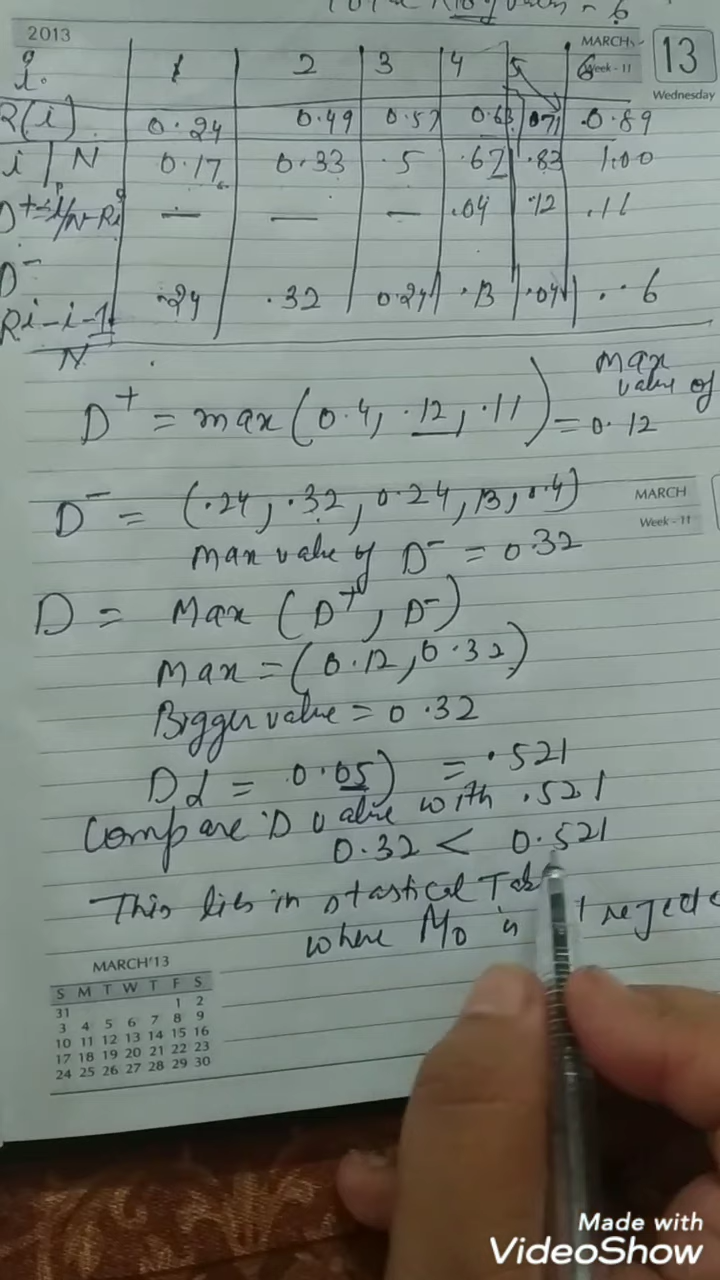 2013
MARCH
Week - 11
13
Wednesday
i. 1 2 3 4 5 6
R(i) 0.24 0.49 0.57 0.63 071 0.89
i | N 0.17 0.33 .5 .67 .83 1.00
D+ = i/N-Ri — — — .04 .12 .11
D-
Ri-i-1 .24 .32 0.24 .13 .04 . . 6
N
D+ = max (0.4, .12, .11) = 0.12
max
value of
D- = (.24, .32, 0.24, 13, 0.4)
MARCH
Week - 11
Max value of D- = 0.32
D = Max (D+, D-)
Max = (0.12, 0.32)
Bigger value = 0.32
Dd = 0.05) = .521
Compare D value with .521
0.32 < 0.521
This lies in stastical
where Mo is
MARCH'13
S M T W T F S
31 1 2
3 4 5 6 7 8 9
10 11 12 13 14 15 16
17 18 19 20 21 22 23
24 25 26 27 28 29 30
Made with
VideoShow